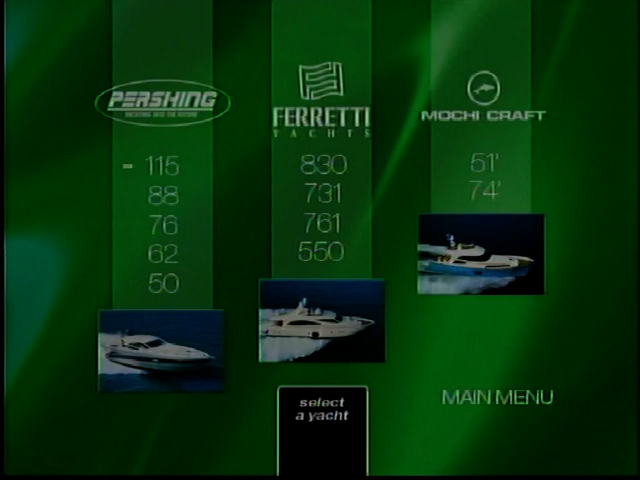 PERSHING
YACHTING INTO THE FUTURE
- 115
88
76
62
50
FERRETTI
YACHTS
830
731
761
550
MOCHI CRAFT
51'
74'
select
a yacht
MAIN MENU